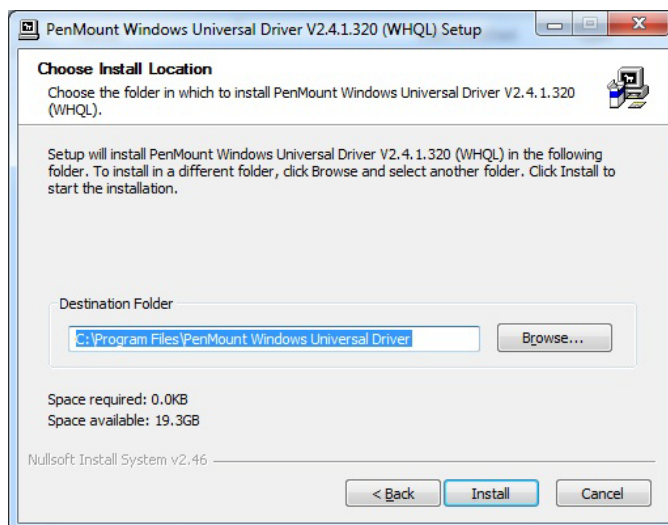 PenMount Windows Universal Driver V2.4.1.320 (WHQL) Setup
Choose Install Location
Choose the folder in which to install PenMount Windows Universal Driver V2.4.1.320
(WHQL).
Setup will install PenMount Windows Universal Driver V2.4.1.320 (WHQL) in the following
folder. To install in a different folder, click Browse and select another folder. Click Install to
start the installation.
Destination Folder
C:\Program Files\PenMount Windows Universal Driver
Browse...
Space required: 0.0KB
Space available: 19.3GB
Nullsoft Install System v2.46
< Back
Install
Cancel